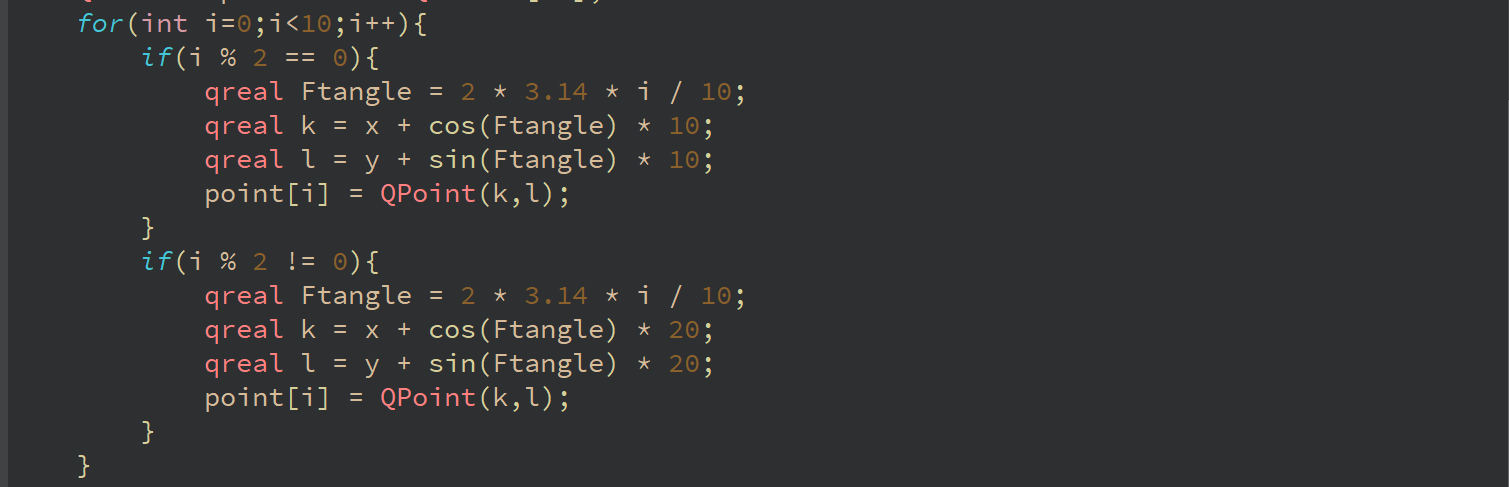 for(int i=0;i<10;i++){
if(i % 2 == 0){
qreal Ftangle = 2 * 3.14 * i / 10;
qreal k = x + cos(Ftangle) * 10;
qreal l = y + sin(Ftangle) * 10;
point[i] = QPoint(k,l);
}
if(i % 2 != 0){
qreal Ftangle = 2 * 3.14 * i / 10;
qreal k = x + cos(Ftangle) * 20;
qreal l = y + sin(Ftangle) * 20;
point[i] = QPoint(k,l);
}
}